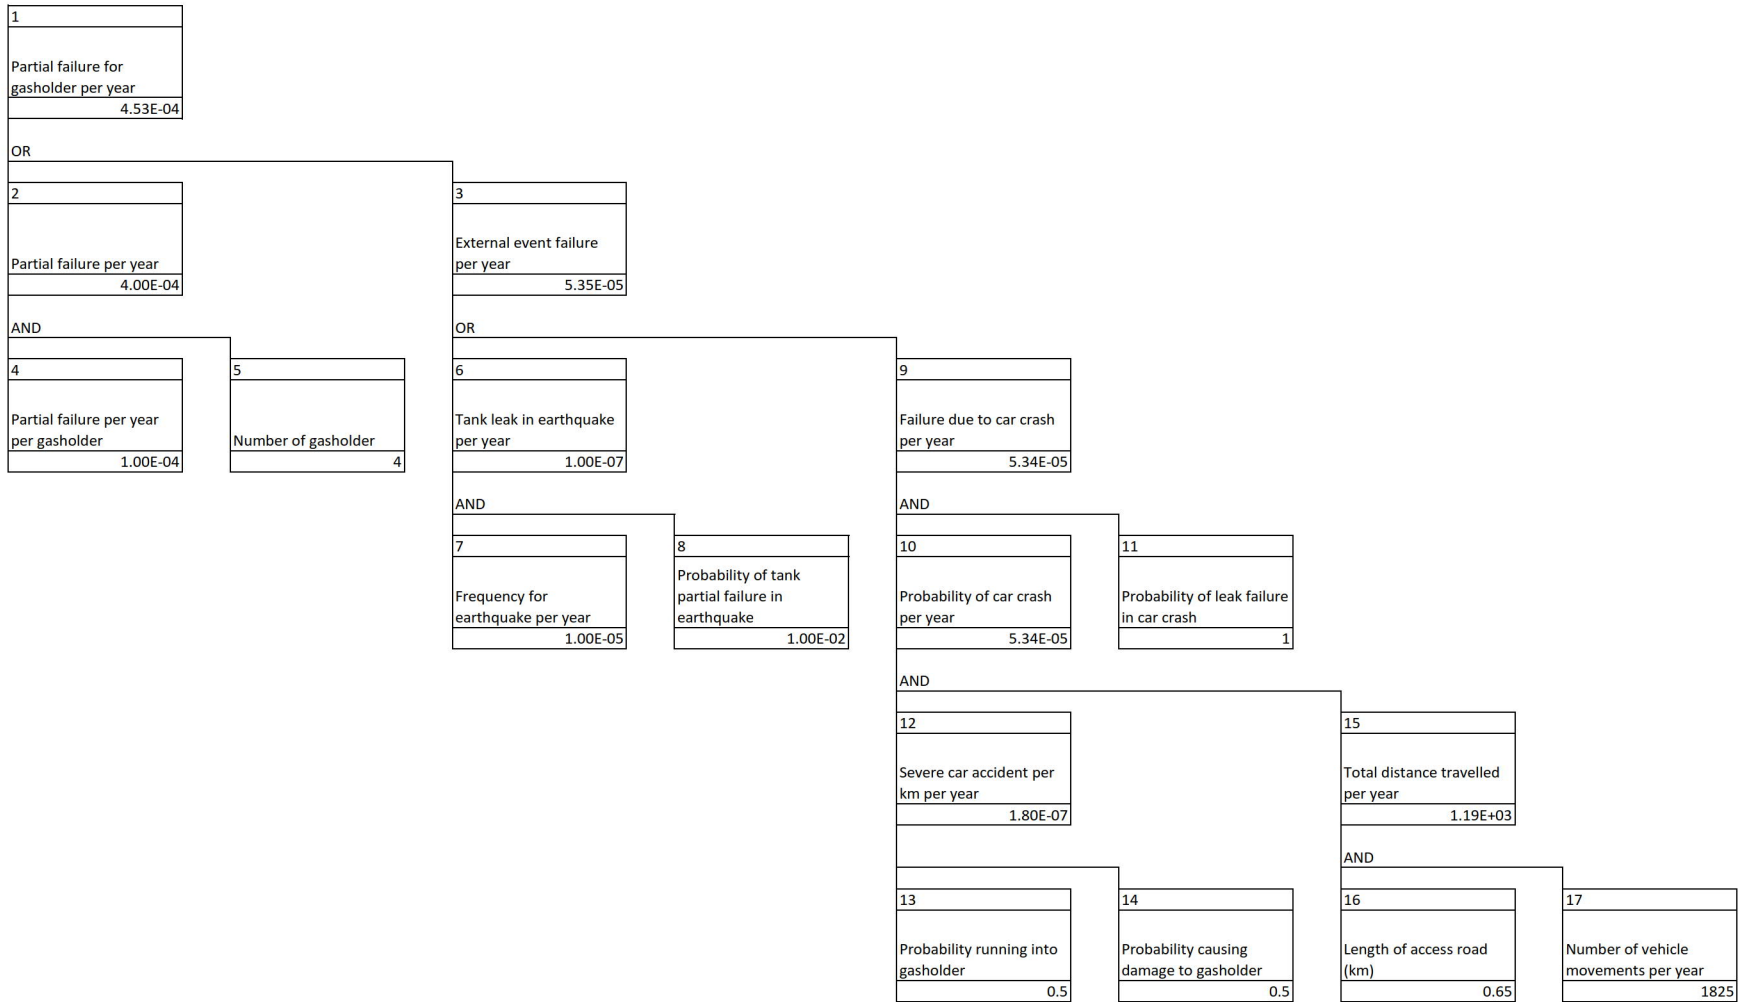 1
Partial failure for
gasholder per year
4.53E-04
OR
2
Partial failure per year
4.00E-04
3
External event failure
per year
5.35E-05
AND
OR
4
Partial failure per year
per gasholder
1.00E-04
5
Number of gasholder
4
6
Tank leak in earthquake
per year
1.00E-07
9
Failure due to car crash
per year
5.34E-05
AND
AND
7
Frequency for
earthquake per year
1.00E-05
8
Probability of tank
partial failure in
earthquake
1.00E-02
10
Probability of car crash
per year
5.34E-05
11
Probability of leak failure
in car crash
1
AND
12
Severe car accident per
km per year
1.80E-07
15
Total distance travelled
per year
1.19E+03
AND
13
Probability running into
gasholder
0.5
14
Probability causing
damage to gasholder
0.5
16
Length of access road
(km)
0.65
17
Number of vehicle
movements per year
1825